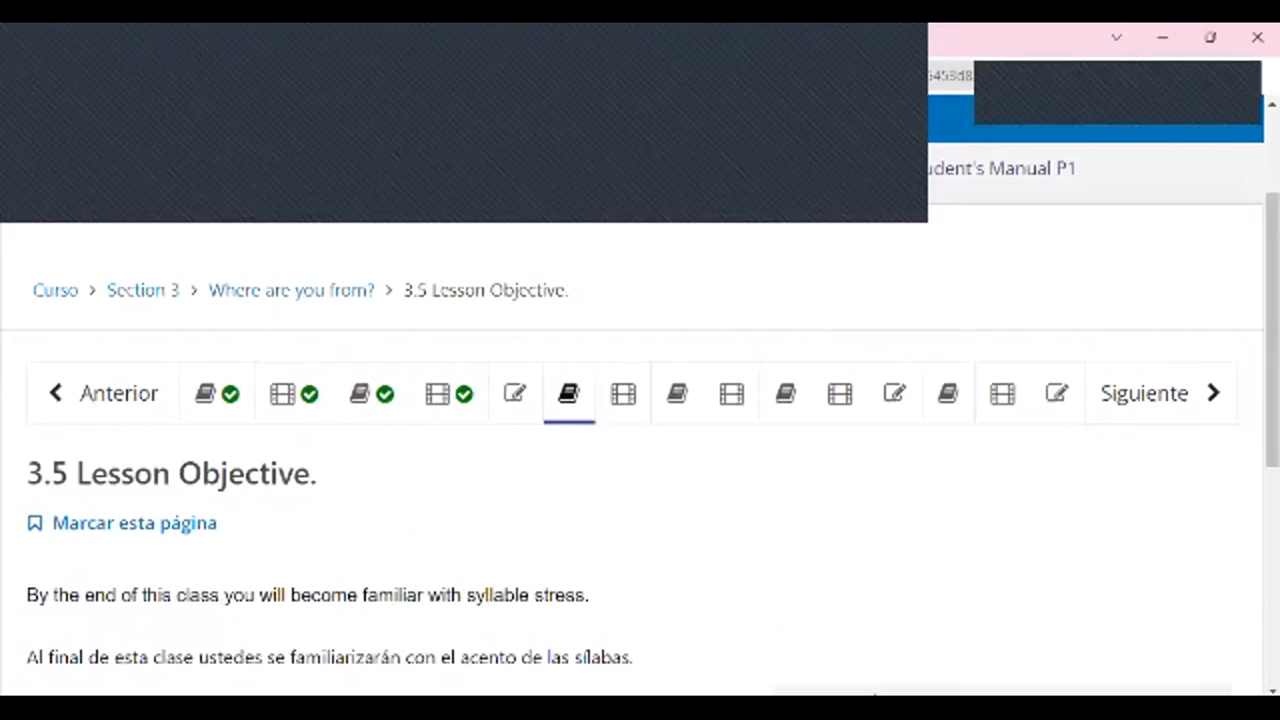 Student's Manual P1
Curso > Section 3 > Where are you from? > 3.5 Lesson Objective.
Anterior
Siguiente
3.5 Lesson Objective.
Marcar esta página
By the end of this class you will become familiar with syllable stress.
Al final de esta clase ustedes se familiarizarán con el acento de las sílabas.